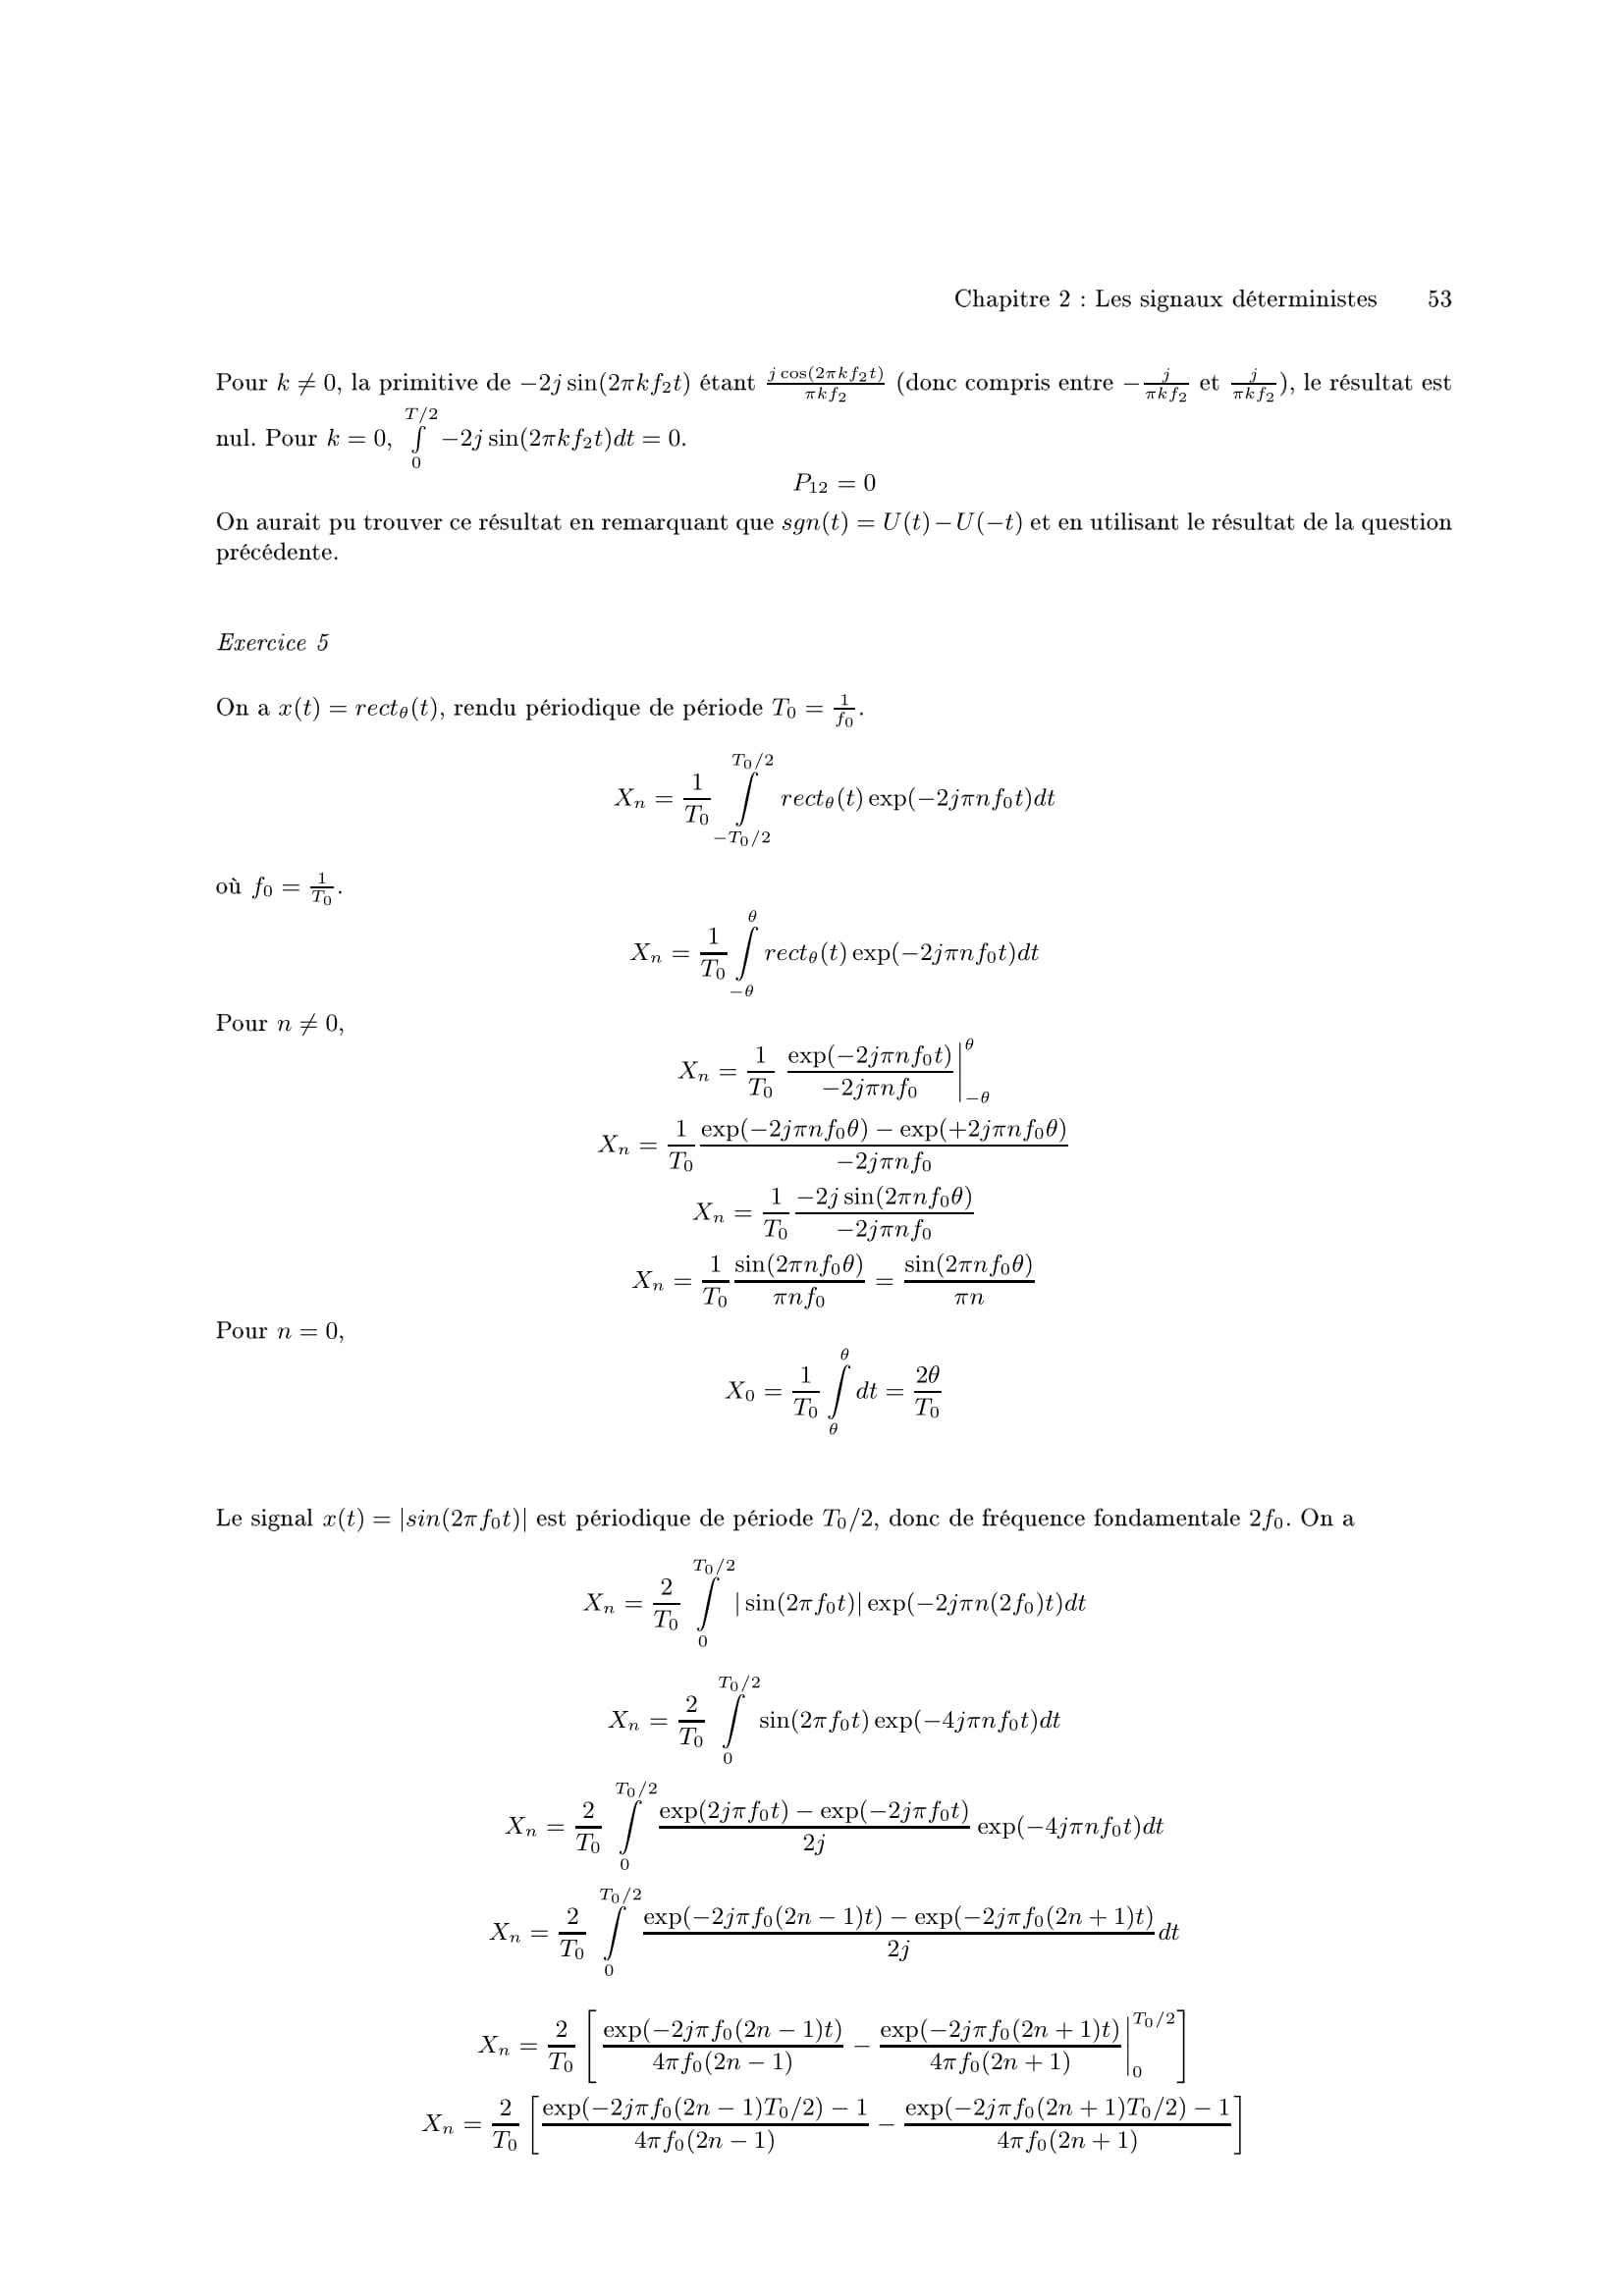 Chapitre 2 : Les signaux déterministes 53
Pour $k \neq 0$, la primitive de $-2j\sin(2\pi k f_2 t)$ étant $\frac{j\cos(2\pi k f_2 t)}{\pi k f_2}$ (donc compris entre $-\frac{j}{\pi k f_2}$ et $\frac{j}{\pi k f_2}$), le résultat est
nul. Pour $k = 0$, $\int\limits_0^{T/2} -2j\sin(2\pi k f_2 t)dt = 0$.
$P_{12} = 0$
On aurait pu trouver ce résultat en remarquant que $sgn(t) = U(t) - U(-t)$ et en utilisant le résultat de la question
précédente.
Exercice 5
On a $x(t) = rect_\theta(t)$, rendu périodique de période $T_0 = \frac{1}{f_0}$.
$X_n = \frac{1}{T_0} \int\limits_{-T_0/2}^{T_0/2} rect_\theta(t)\exp(-2j\pi n f_0 t)dt$
où $f_0 = \frac{1}{T_0}$.
$X_n = \frac{1}{T_0} \int\limits_{-\theta}^{\theta} rect_\theta(t)\exp(-2j\pi n f_0 t)dt$
Pour $n \neq 0$,
$X_n = \frac{1}{T_0} \left.\frac{\exp(-2j\pi n f_0 t)}{-2j\pi n f_0}\right|_{-\theta}^{\theta}$
$X_n = \frac{1}{T_0}\frac{\exp(-2j\pi n f_0\theta) - \exp(+2j\pi n f_0\theta)}{-2j\pi n f_0}$
$X_n = \frac{1}{T_0}\frac{-2j\sin(2\pi n f_0\theta)}{-2j\pi n f_0}$
$X_n = \frac{1}{T_0}\frac{\sin(2\pi n f_0\theta)}{\pi n f_0} = \frac{\sin(2\pi n f_0\theta)}{\pi n}$
Pour $n = 0$,
$X_0 = \frac{1}{T_0}\int\limits_{\theta}^{\theta} dt = \frac{2\theta}{T_0}$
Le signal $x(t) = |sin(2\pi f_0 t)|$ est périodique de période $T_0/2$, donc de fréquence fondamentale $2f_0$. On a
$X_n = \frac{2}{T_0}\int\limits_0^{T_0/2} |\sin(2\pi f_0 t)|\exp(-2j\pi n(2f_0)t)dt$
$X_n = \frac{2}{T_0}\int\limits_0^{T_0/2} \sin(2\pi f_0 t)\exp(-4j\pi n f_0 t)dt$
$X_n = \frac{2}{T_0}\int\limits_0^{T_0/2} \frac{\exp(2j\pi f_0 t) - \exp(-2j\pi f_0 t)}{2j}\exp(-4j\pi n f_0 t)dt$
$X_n = \frac{2}{T_0}\int\limits_0^{T_0/2} \frac{\exp(-2j\pi f_0(2n-1)t) - \exp(-2j\pi f_0(2n+1)t)}{2j}dt$
$X_n = \frac{2}{T_0}\left[\left.\frac{\exp(-2j\pi f_0(2n-1)t)}{4\pi f_0(2n-1)} - \frac{\exp(-2j\pi f_0(2n+1)t)}{4\pi f_0(2n+1)}\right|_0^{T_0/2}\right]$
$X_n = \frac{2}{T_0}\left[\frac{\exp(-2j\pi f_0(2n-1)T_0/2) - 1}{4\pi f_0(2n-1)} - \frac{\exp(-2j\pi f_0(2n+1)T_0/2) - 1}{4\pi f_0(2n+1)}\right]$